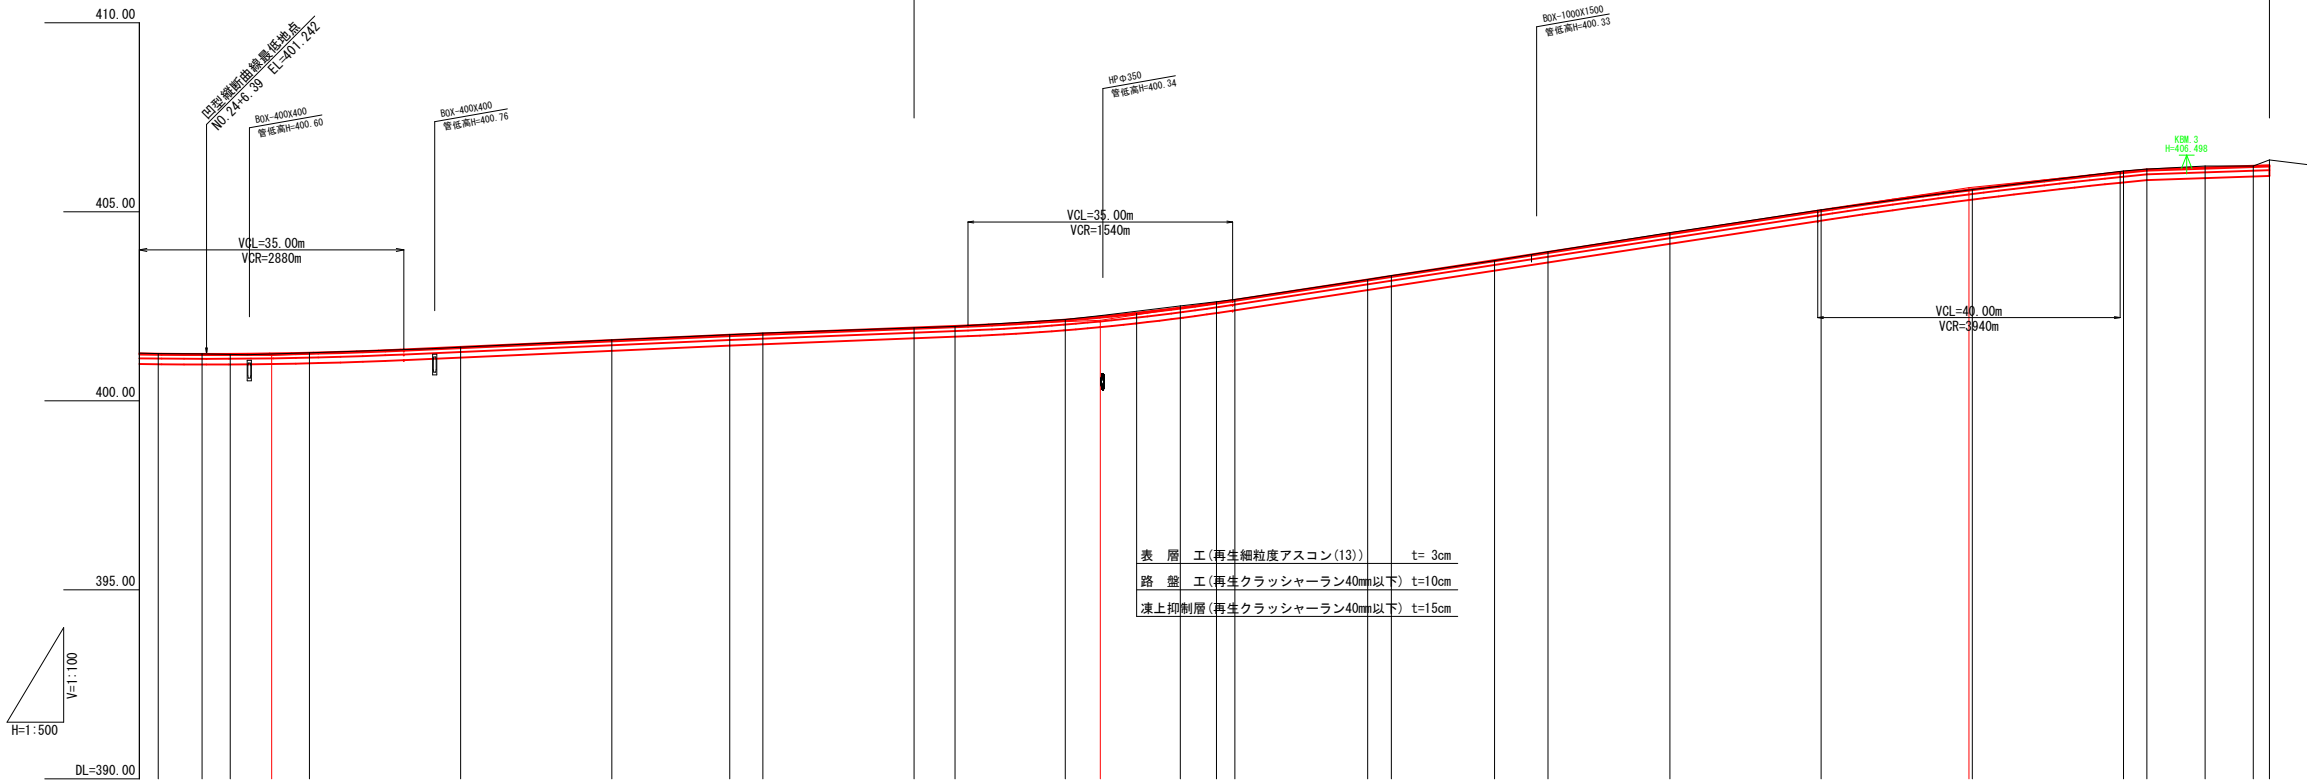 410.00
凹型縦断曲線最低地点
NO.24+6.39 EL=401.242
BOX-400X400
管低高H=400.60
BOX-400X400
管低高H=400.76
HPΦ350
管低高H=400.34
BOX-1000X1500
管低高H=400.33
KBM.3
H=406.498
405.00
VCL=35.00m
VCR=2880m
VCL=35.00m
VCR=1540m
VCL=40.00m
VCR=3940m
400.00
表　層　工(再生細粒度アスコン(13)) t= 3cm
路　盤　工(再生クラッシャーラン40mm以下) t=10cm
凍上抑制層(再生クラッシャーラン40mm以下) t=15cm
395.00
V=1:100
H=1:500
DL=390.00